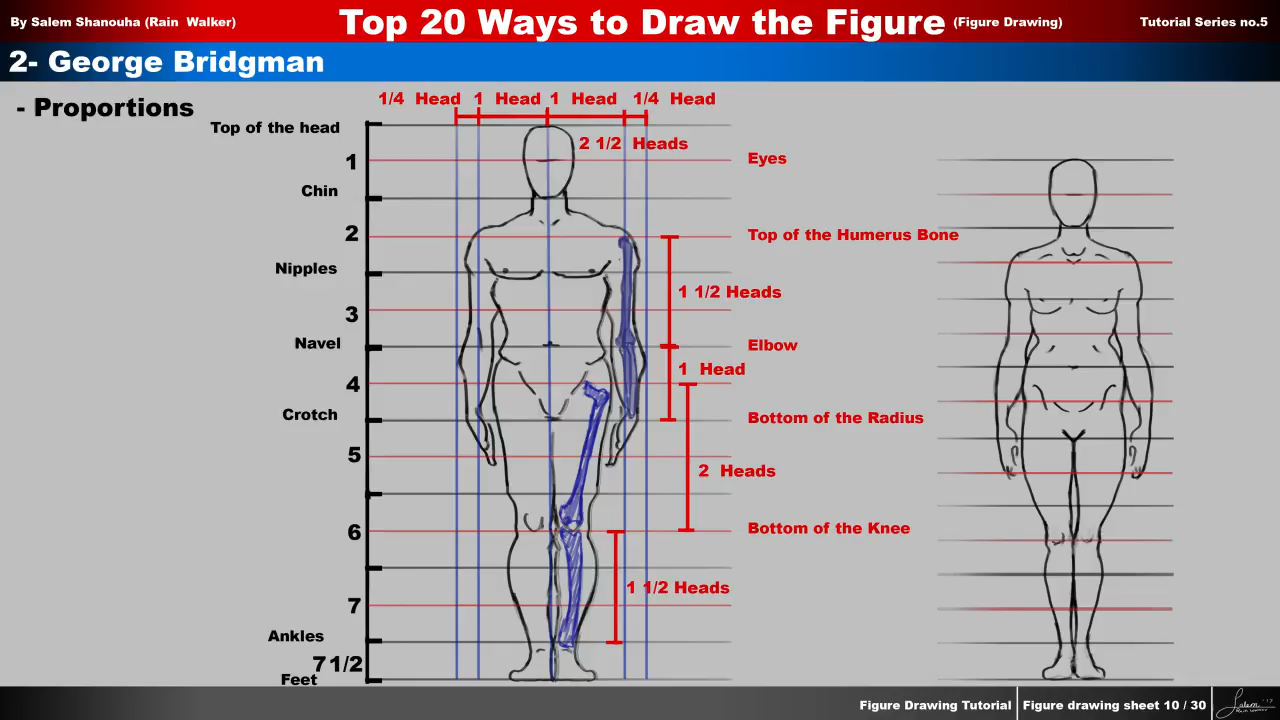 By Salem Shanouha (Rain Walker)
Top 20 Ways to Draw the Figure (Figure Drawing)
Tutorial Series no.5
2- George Bridgman
- Proportions
1/4 Head 1 Head 1 Head 1/4 Head
Top of the head
2 1/2 Heads
1
Eyes
Chin
2
Top of the Humerus Bone
Nipples
1 1/2 Heads
3
Navel
Elbow
1 Head
4
Crotch
Bottom of the Radius
5
2 Heads
6
Bottom of the Knee
1 1/2 Heads
7
Ankles
7 1/2
Feet
Figure Drawing Tutorial
Figure drawing sheet 10 / 30
Salem